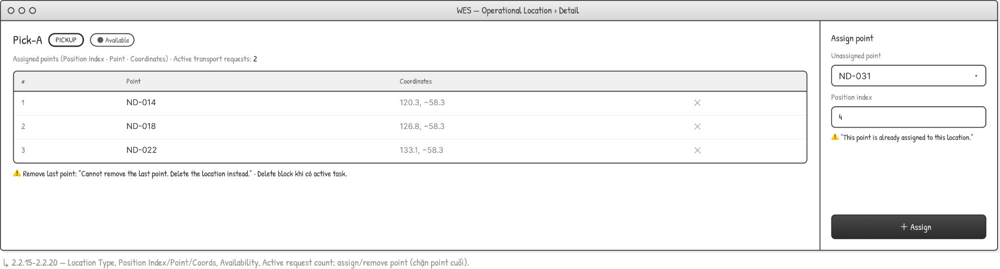 WES — Operational Location › Detail
Pick-A PICKUP Available
Assigned points (Position Index · Point · Coordinates) · Active transport requests: 2
# Point Coordinates
1 ND-014 120.3, −58.3 ×
2 ND-018 126.8, −58.3 ×
3 ND-022 133.1, −58.3 ×
⚠️ Remove last point: "Cannot remove the last point. Delete the location instead." · Delete block khi có active task.
Assign point
Unassigned point
ND-031
Position index
4
⚠️ "This point is already assigned to this location."
+ Assign
↳ 2.2.15–2.2.20 — Location Type, Position Index/Point/Coords, Availability, Active request count; assign/remove point (chặn point cuối).